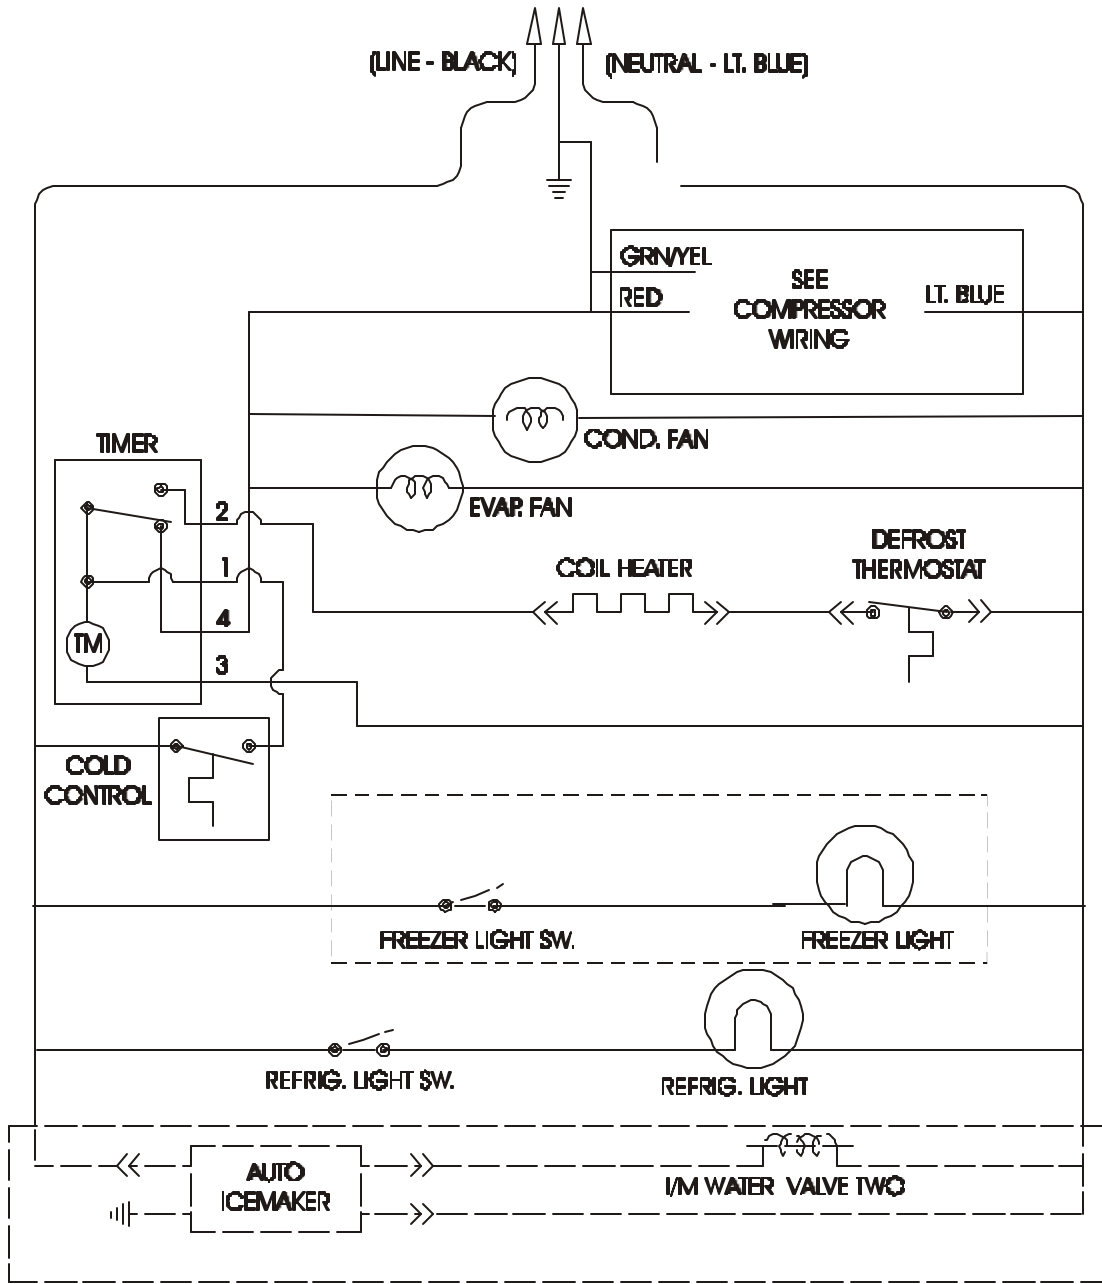 (LINE - BLACK)
(NEUTRAL - LT. BLUE)
GRN/YEL
RED
SEE
COMPRESSOR
WIRING
LT. BLUE
COND. FAN
TIMER
EVAP. FAN
2
DEFROST
THERMOSTAT
1
COIL HEATER
4
TM
3
COLD
CONTROL
FREEZER LIGHT SW.
FREEZER LIGHT
REFRIG. LIGHT SW.
REFRIG. LIGHT
AUTO
ICEMAKER
I/M WATER VALVE TWO